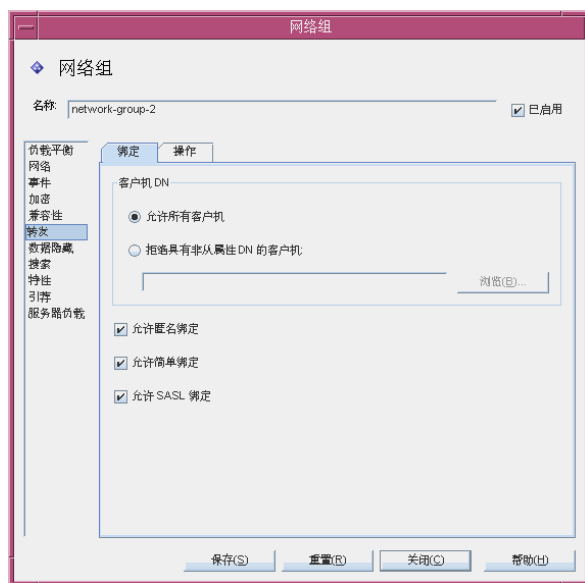 网络组
网络组
名称:
network-group-2
已启用
负载平衡
网络
事件
加密
兼容性
转发
数据隐藏
搜索
特性
引荐
服务器负载
绑定
操作
客户机 DN
允许所有客户机
拒绝具有非从属性 DN 的客户机:
浏览(B)...
允许匿名绑定
允许简单绑定
允许 SASL 绑定
保存(S)
重置(R)
关闭(C)
帮助(H)